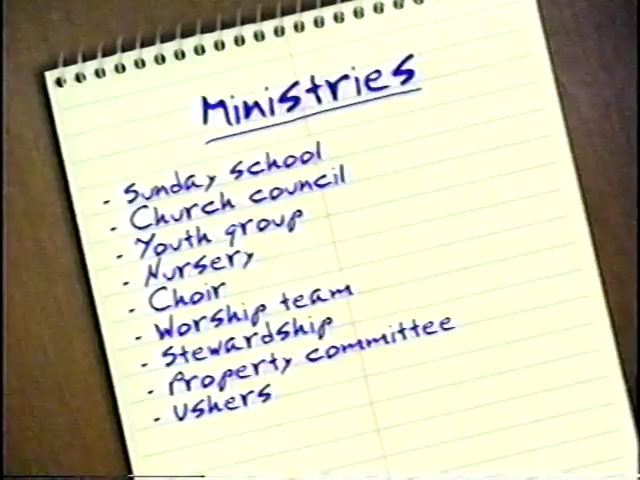 Ministries
- Sunday school
- Church council
- Youth group
- Nursery
- Choir
- Worship team
- Stewardship
- Property committee
- Ushers